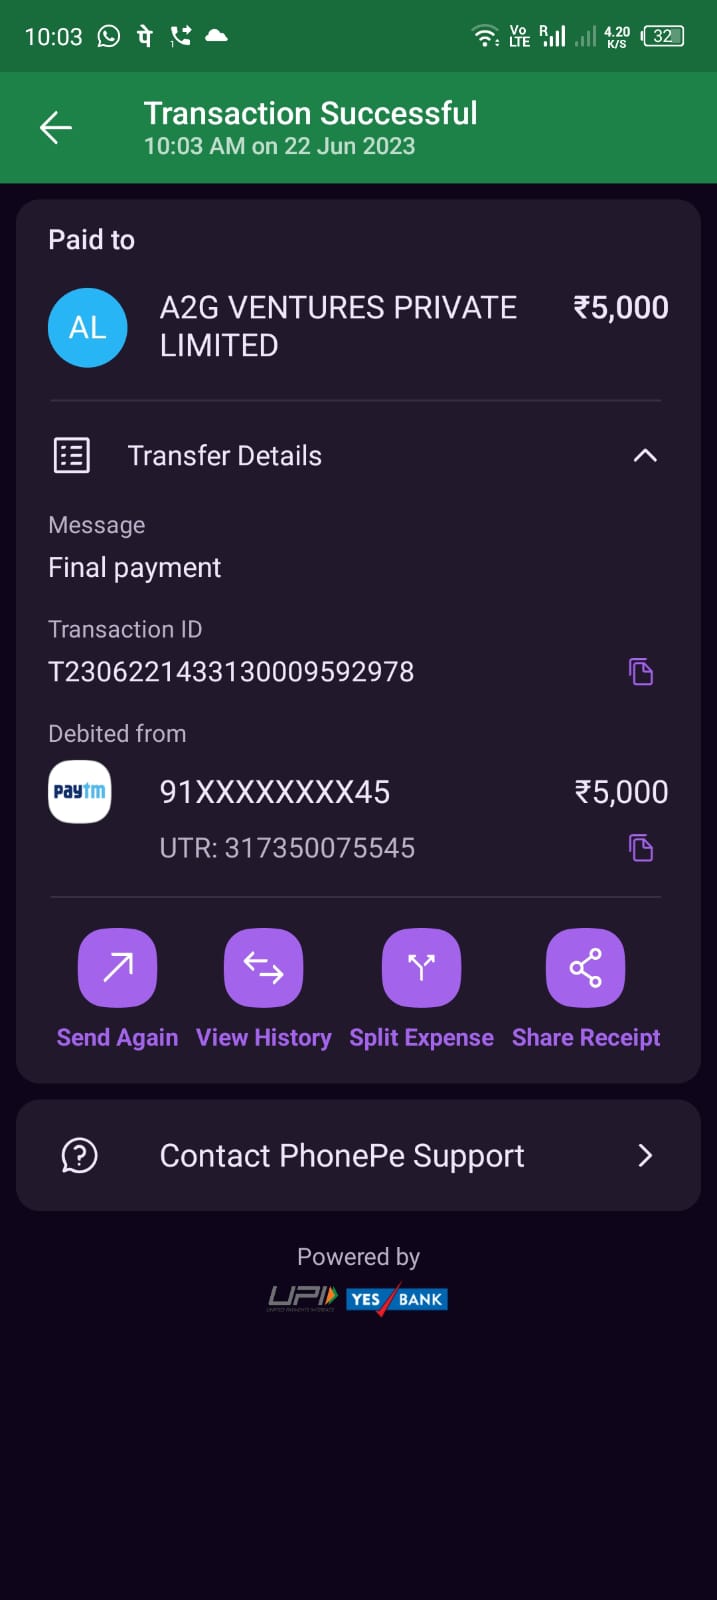 10:03
Vo
LTE
R
4.20
K/S
32
Transaction Successful
10:03 AM on 22 Jun 2023
Paid to
AL
A2G VENTURES PRIVATE
LIMITED
₹5,000
Transfer Details
Message
Final payment
Transaction ID
T2306221433130009592978
Debited from
paytm
91XXXXXXXX45
₹5,000
UTR: 317350075545
Send Again
View History
Split Expense
Share Receipt
Contact PhonePe Support
Powered by
UPI
UNIFIED PAYMENTS INTERFACE
YES BANK